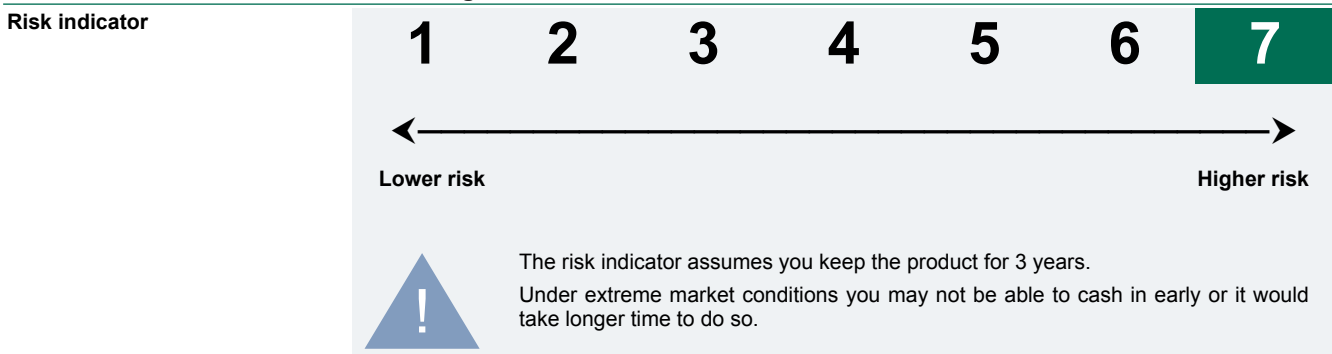 Risk indicator
1 2 3 4 5 6 7
Lower risk Higher risk
!
The risk indicator assumes you keep the product for 3 years.
Under extreme market conditions you may not be able to cash in early or it would
take longer time to do so.